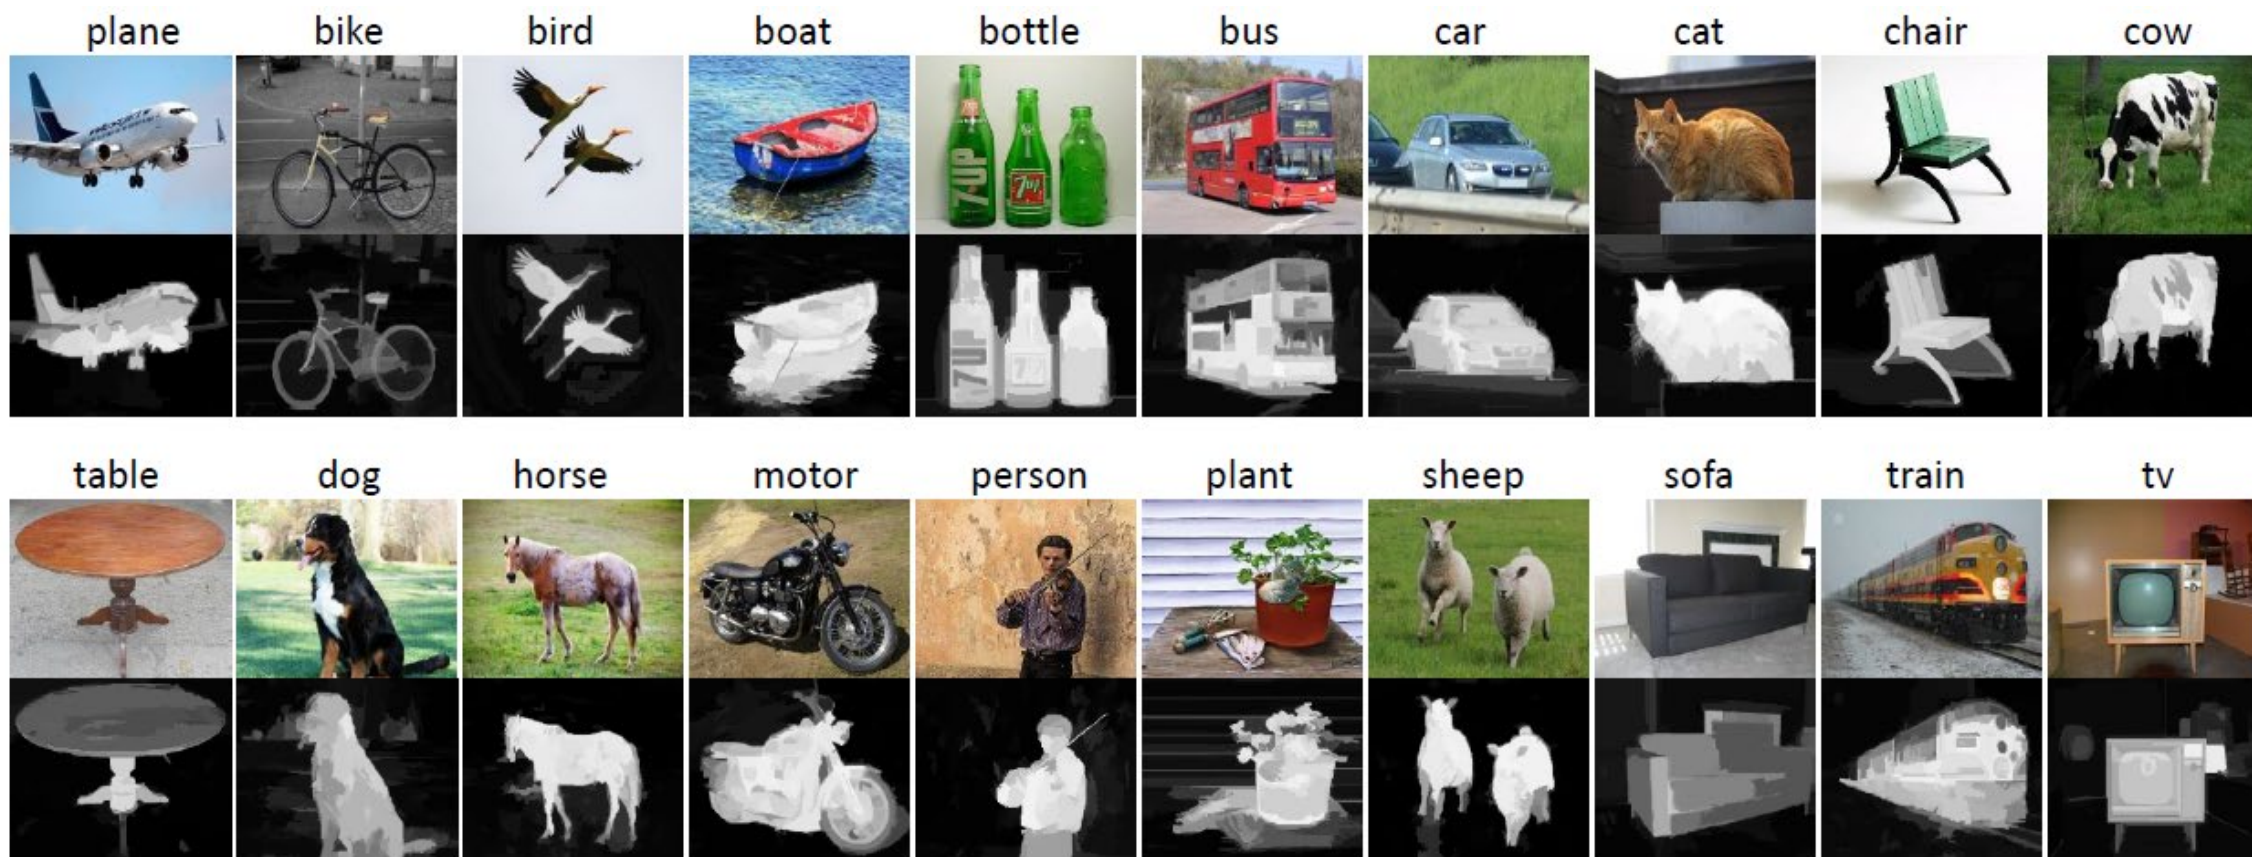 plane bike bird boat bottle bus car cat chair cow
7UP
7UP
table dog horse motor person plant sheep sofa train tv